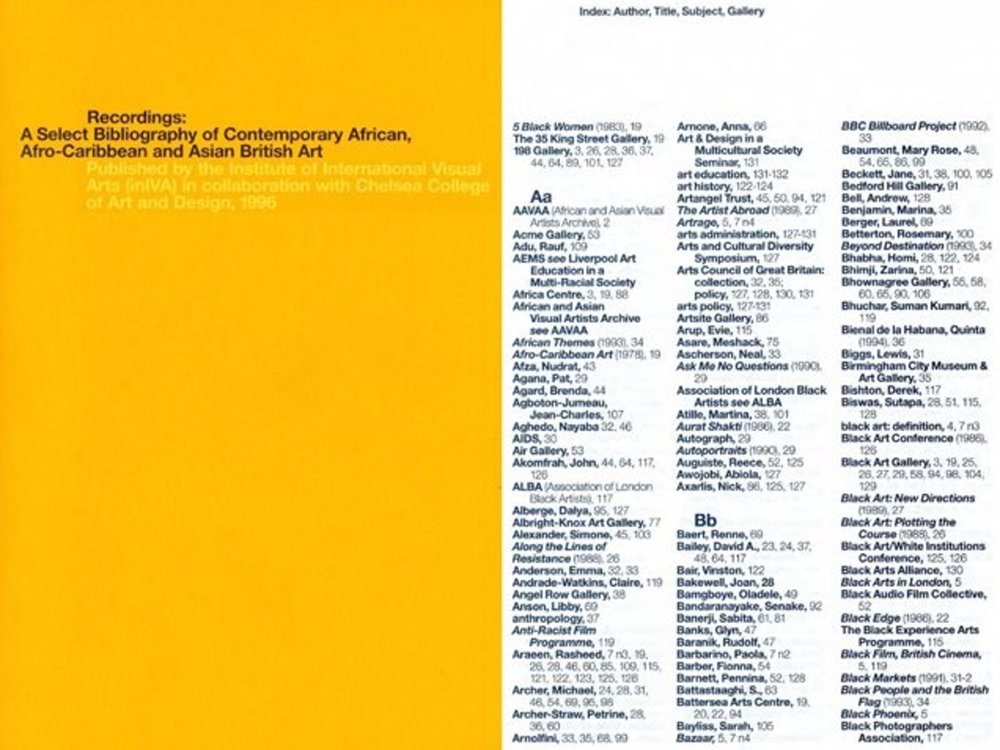 Recordings:
A Select Bibliography of Contemporary African,
Afro-Caribbean and Asian British Art
Published by the Institute of International Visual
Arts (inIVA) in collaboration with Chelsea College
of Art and Design, 1996
Index: Author, Title, Subject, Gallery
5 Black Women (1983), 19
The 35 King Street Gallery, 19
198 Gallery, 3, 26, 28, 36, 37,
44, 64, 89, 101, 127
Aa
AAVAA (African and Asian Visual
Artists Archive), 2
Acme Gallery, 53
Adu, Rauf, 109
AEMS see Liverpool Art
Education in a
Multi-Racial Society
Africa Centre, 3, 19, 88
African and Asian
Visual Artists Archive
see AAVAA
African Themes (1993), 34
Afro-Caribbean Art (1978), 19
Afza, Nudrat, 43
Agana, Pat, 29
Agard, Brenda, 44
Agboton-Jumeau,
Jean-Charles, 107
Aghedo, Nayaba 32, 46
AIDS, 30
Air Gallery, 53
Akomfrah, John, 44, 64, 117,
126
ALBA (Association of London
Black Artists), 117
Alberge, Dalya, 95, 127
Albright-Knox Art Gallery, 77
Alexander, Simone, 45, 103
Along the Lines of
Resistance (1988), 26
Anderson, Emma, 32, 33
Andrade-Watkins, Claire, 119
Angel Row Gallery, 38
Anson, Libby, 69
anthropology, 37
Anti-Racist Film
Programme, 119
Araeen, Rasheed, 7 n3, 19,
26, 28, 46, 60, 85, 109, 115,
121, 122, 123, 125, 126
Archer, Michael, 24, 28, 31,
46, 54, 69, 95, 98
Archer-Straw, Petrine, 28,
36, 60
Arnolfini, 33, 35, 68, 99
Arnone, Anna, 66
Art & Design in a
Multicultural Society
Seminar, 131
art education, 131-132
art history, 122-124
Artangel Trust, 45, 50, 94, 121
The Artist Abroad (1989), 27
Artrage, 5, 7 n4
arts administration, 127-131
Arts and Cultural Diversity
Symposium, 127
Arts Council of Great Britain:
collection, 32, 35;
policy, 127, 128, 130, 131
arts policy, 127-131
Artsite Gallery, 86
Arup, Evie, 115
Asare, Meshack, 75
Ascherson, Neal, 33
Ask Me No Questions (1990),
29
Association of London Black
Artists see ALBA
Atille, Martina, 38, 101
Aurat Shakti (1986), 22
Autograph, 29
Autoportraits (1990), 29
Auguiste, Reece, 52, 125
Awojobi, Abiola, 127
Axarlis, Nick, 86, 125, 127
Bb
Baert, Renne, 69
Bailey, David A., 23, 24, 37,
48, 64, 117
Bair, Vinston, 122
Bakewell, Joan, 28
Bamgboye, Oladele, 49
Bandaranayake, Senake, 92
Banerji, Sabita, 61, 81
Banks, Glyn, 47
Baranik, Rudolf, 47
Barbarino, Paola, 7 n2
Barber, Fionna, 54
Barnett, Pennina, 52, 128
Battastaaghi, S., 63
Battersea Arts Centre, 19,
20, 22, 94
Bayliss, Sarah, 105
Bazaar, 5, 7 n4
BBC Billboard Project (1992),
33
Beaumont, Mary Rose, 48,
54, 65, 86, 99
Beckett, Jane, 31, 38, 100, 105
Bedford Hill Gallery, 91
Bell, Andrew, 128
Benjamin, Marina, 35
Berger, Laurel, 69
Betterton, Rosemary, 100
Beyond Destination (1993), 34
Bhabha, Homi, 28, 122, 124
Bhimji, Zarina, 50, 121
Bhownagree Gallery, 55, 58,
60, 65, 90, 106
Bhuchar, Suman Kumari, 92,
119
Bienal de la Habana, Quinta
(1994), 36
Biggs, Lewis, 31
Birmingham City Museum &
Art Gallery, 35
Bishton, Derek, 117
Biswas, Sutapa, 28, 51, 115,
128
black art: definition, 4, 7 n3
Black Art Conference (1986),
126
Black Art Gallery, 3, 19, 25,
26, 27, 29, 58, 94, 98, 104,
129
Black Art: New Directions
(1989), 27
Black Art: Plotting the
Course (1988), 26
Black Art/White Institutions
Conference, 125, 126
Black Arts Alliance, 130
Black Arts in London, 5
Black Audio Film Collective,
52
Black Edge (1986), 22
The Black Experience Arts
Programme, 115
Black Film, British Cinema,
5, 119
Black Markets (1991), 31-2
Black People and the British
Flag (1993), 34
Black Phoenix, 5
Black Photographers
Association, 117